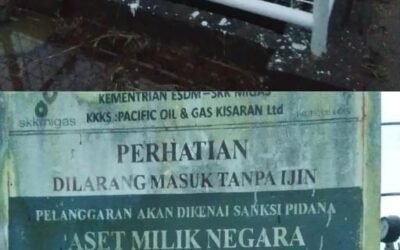 KEMENTRIAN ESDM-SKK MIGAS
skkmigas
KKKS :PACIFIC OIL & GAS KISARAN Ltd
PERHATIAN
DILARANG MASUK TANPA IJIN
PELANGGARAN AKAN DIKENAI SANKSI PIDANA
ASET MILIK NEGARA